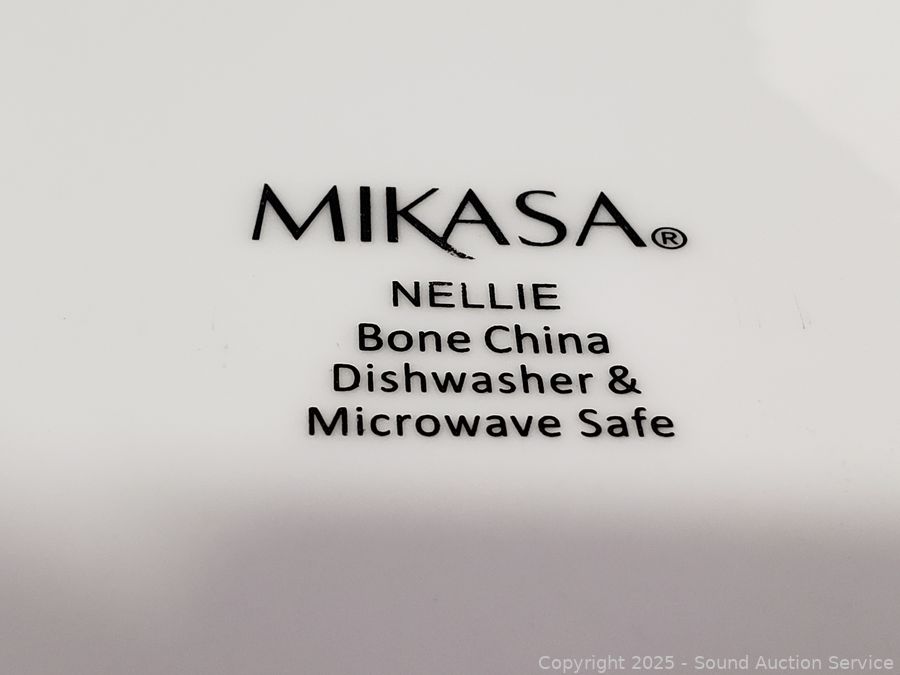 MIKASA®
NELLIE
Bone China
Dishwasher &
Microwave Safe
Copyright 2025 - Sound Auction Service